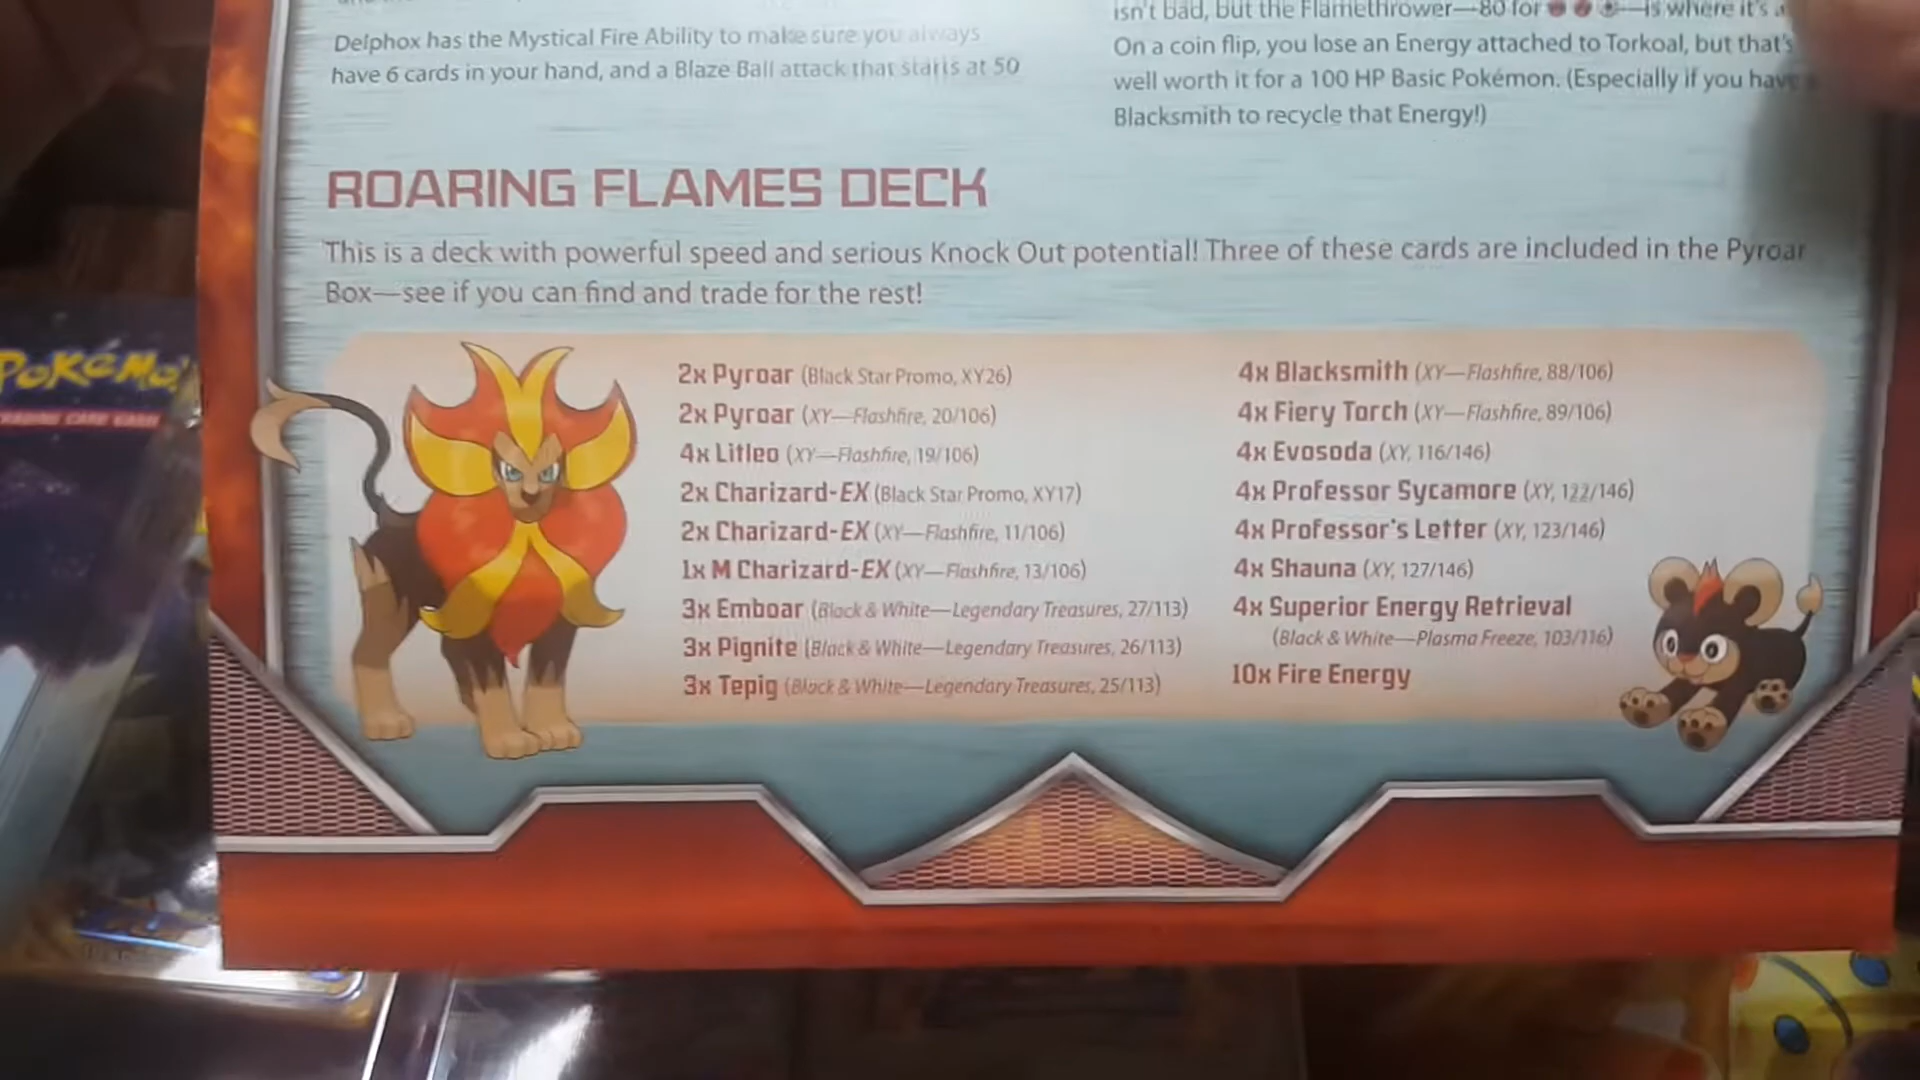 Delphox has the Mystical Fire Ability to make sure you always
have 6 cards in your hand, and a Blaze Ball attack that starts at 50
isn't bad, but the Flamethrower—80 for — is where it's
On a coin flip, you lose an Energy attached to Torkoal, but that's
well worth it for a 100 HP Basic Pokémon. (Especially if you have
Blacksmith to recycle that Energy!)
ROARING FLAMES DECK
This is a deck with powerful speed and serious Knock Out potential! Three of these cards are included in the Pyroar
Box—see if you can find and trade for the rest!
2x Pyroar (Black Star Promo, XY26)
2x Pyroar (XY—Flashfire, 20/106)
4x Litleo (XY—Flashfire, 19/106)
2x Charizard-EX (Black Star Promo, XY17)
2x Charizard-EX (XY—Flashfire, 11/106)
1x M Charizard-EX (XY—Flashfire, 13/106)
3x Emboar (Black & White—Legendary Treasures, 27/113)
3x Pignite (Black & White—Legendary Treasures, 26/113)
3x Tepig (Black & White—Legendary Treasures, 25/113)
4x Blacksmith (XY—Flashfire, 88/106)
4x Fiery Torch (XY—Flashfire, 89/106)
4x Evosoda (XY, 116/146)
4x Professor Sycamore (XY, 122/146)
4x Professor's Letter (XY, 123/146)
4x Shauna (XY, 127/146)
4x Superior Energy Retrieval
(Black & White—Plasma Freeze, 103/116)
10x Fire Energy
POKéMO
TRADING CARD GAME